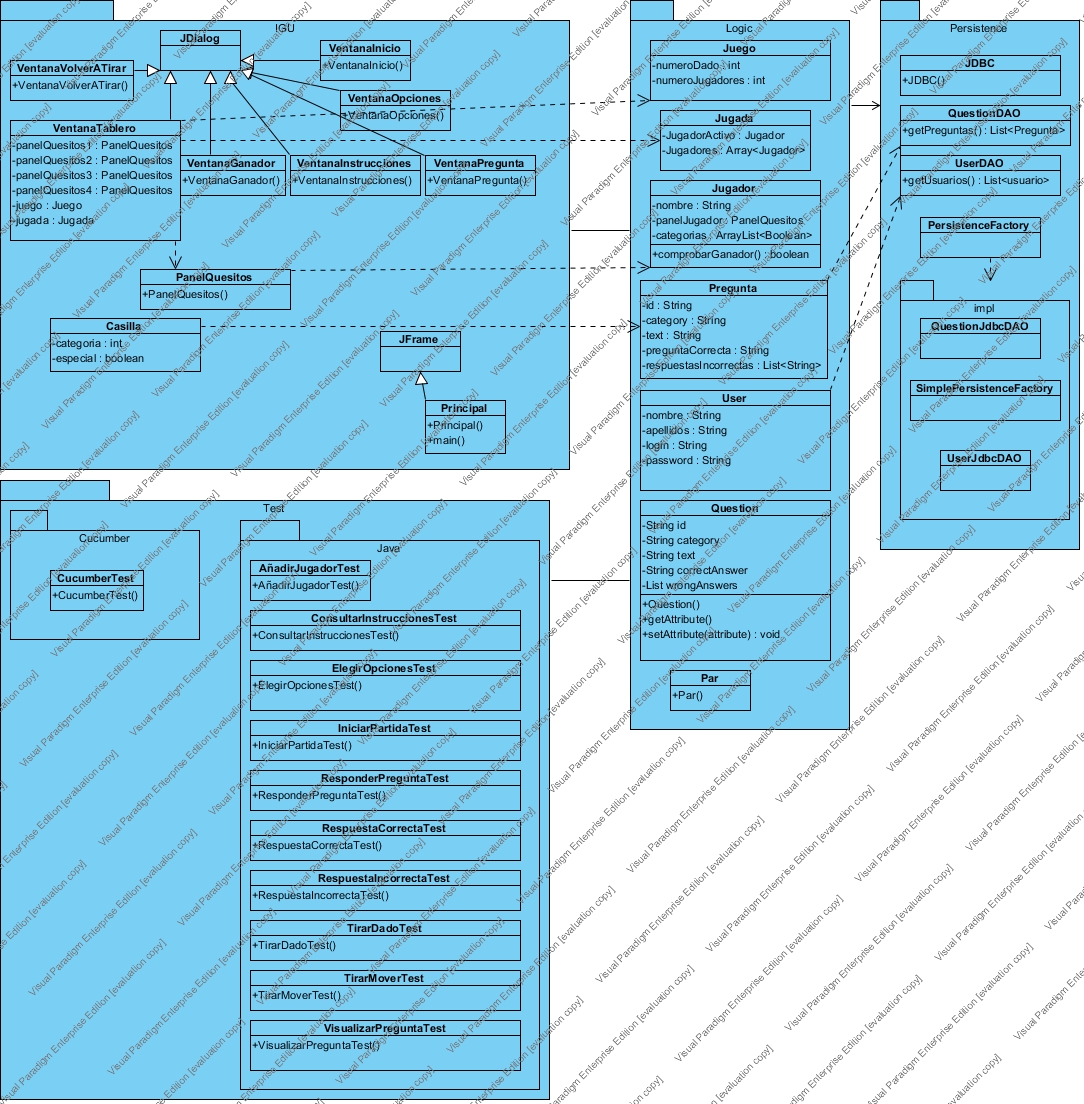 IGU
JDialog
VentanaInicio
+VentanaInicio()
VentanaVolverATirar
+VentanaVolverATirar()
VentanaOpciones
+VentanaOpciones()
VentanaTablero
-panelQuesitos1 : PanelQuesitos
-panelQuesitos2 : PanelQuesitos
-panelQuesitos3 : PanelQuesitos
-panelQuesitos4 : PanelQuesitos
-juego : Juego
-jugada : Jugada
VentanaGanador
+VentanaGanador()
VentanaInstrucciones
+VentanaInstrucciones()
VentanaPregunta
+VentanaPregunta()
PanelQuesitos
+PanelQuesitos()
Casilla
-categoria : int
-especial : boolean
JFrame
Principal
+Principal()
+main()
Logic
Juego
-numeroDado : int
-numeroJugadores : int
Jugada
-JugadorActivo : Jugador
-Jugadores : Array<Jugador>
Jugador
-nombre : String
-panelJugador : PanelQuesitos
-categorias : ArrayList<Boolean>
+comprobarGanador() : boolean
Pregunta
-id : String
-category : String
-text : String
-preguntaCorrecta : String
-respuestasIncorrectas : List<String>
User
-nombre : String
-apellidos : String
-login : String
-password : String
Question
-String id
-String category
-String text
-String correctAnswer
-List wrongAnswers
+Question()
+getAttribute()
+setAttribute(attribute) : void
Par
+Par()
Persistence
JDBC
+JDBC()
QuestionDAO
+getPreguntas() : List<Pregunta>
UserDAO
+getUsuarios() : List<usuario>
PersistenceFactory
impl
QuestionJdbcDAO
SimplePersistenceFactory
UserJdbcDAO
Test
Cucumber
CucumberTest
+CucumberTest()
Java
AñadirJugadorTest
+AñadirJugadorTest()
ConsultarInstruccionesTest
+ConsultarInstruccionesTest()
ElegirOpcionesTest
+ElegirOpcionesTest()
IniciarPartidaTest
+IniciarPartidaTest()
ResponderPreguntaTest
+ResponderPreguntaTest()
RespuestaCorrectaTest
+RespuestaCorrectaTest()
RespuestaIncorrectaTest
+RespuestaIncorrectaTest()
TirarDadoTest
+TirarDadoTest()
TirarMoverTest
+TirarMoverTest()
VisualizarPreguntaTest
+VisualizarPreguntaTest()
Visual Paradigm Enterprise Edition [evaluation copy]